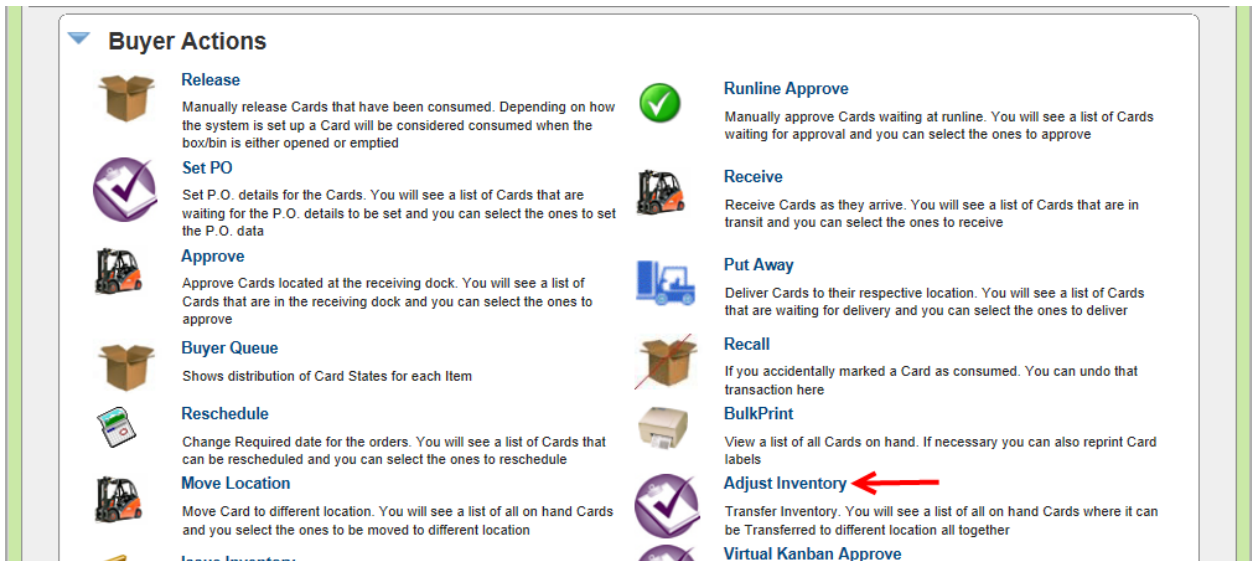 Buyer Actions
Release
Manually release Cards that have been consumed. Depending on how
the system is set up a Card will be considered consumed when the
box/bin is either opened or emptied
Set PO
Set P.O. details for the Cards. You will see a list of Cards that are
waiting for the P.O. details to be set and you can select the ones to set
the P.O. data
Approve
Approve Cards located at the receiving dock. You will see a list of
Cards that are in the receiving dock and you can select the ones to
approve
Buyer Queue
Shows distribution of Card States for each Item
Reschedule
Change Required date for the orders. You will see a list of Cards that
can be rescheduled and you can select the ones to reschedule
Move Location
Move Card to different location. You will see a list of all on hand Cards
and you select the ones to be moved to different location
Issue Inventory
Runline Approve
Manually approve Cards waiting at runline. You will see a list of Cards
waiting for approval and you can select the ones to approve
Receive
Receive Cards as they arrive. You will see a list of Cards that are in
transit and you can select the ones to receive
Put Away
Deliver Cards to their respective location. You will see a list of Cards
that are waiting for delivery and you can select the ones to deliver
Recall
If you accidentally marked a Card as consumed. You can undo that
transaction here
BulkPrint
View a list of all Cards on hand. If necessary you can also reprint Card
labels
Adjust Inventory
Transfer Inventory. You will see a list of all on hand Cards where it can
be Transferred to different location all together
Virtual Kanban Approve